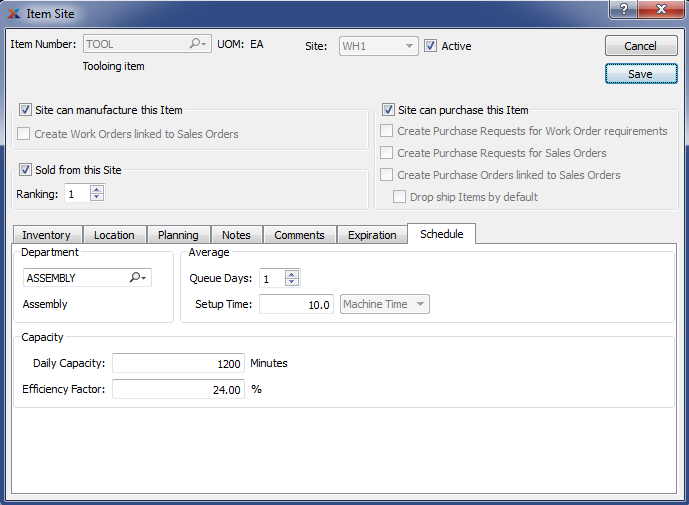 Item Site
Item Number: TOOL UOM: EA Site: WH1 Active
Cancel
Tooloing item
Save
Site can manufacture this Item
Create Work Orders linked to Sales Orders
Sold from this Site
Ranking: 1
Site can purchase this Item
Create Purchase Requests for Work Order requirements
Create Purchase Requests for Sales Orders
Create Purchase Orders linked to Sales Orders
Drop ship Items by default
Inventory Location Planning Notes Comments Expiration Schedule
Department
ASSEMBLY
Assembly
Average
Queue Days: 1
Setup Time: 10.0 Machine Time
Capacity
Daily Capacity: 1200 Minutes
Efficiency Factor: 24.00 %